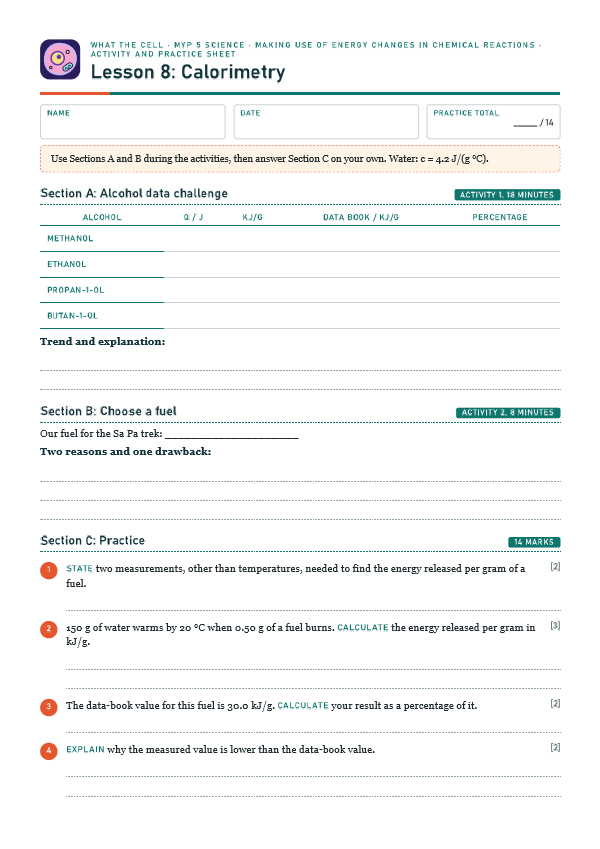 WHAT THE CELL · MYP 5 SCIENCE · MAKING USE OF ENERGY CHANGES IN CHEMICAL REACTIONS ·
ACTIVITY AND PRACTICE SHEET
Lesson 8: Calorimetry
NAME
DATE
PRACTICE TOTAL
_____ / 14
Use Sections A and B during the activities, then answer Section C on your own. Water: c = 4.2 J/(g °C).
Section A: Alcohol data challenge
ACTIVITY 1, 18 MINUTES
ALCOHOL Q / J KJ/G DATA BOOK / KJ/G PERCENTAGE
METHANOL
ETHANOL
PROPAN-1-OL
BUTAN-1-OL
Trend and explanation:
Section B: Choose a fuel
ACTIVITY 2, 8 MINUTES
Our fuel for the Sa Pa trek: ____________________
Two reasons and one drawback:
Section C: Practice
14 MARKS
1 STATE two measurements, other than temperatures, needed to find the energy released per gram of a [2]
fuel.
2 150 g of water warms by 20 °C when 0.50 g of a fuel burns. CALCULATE the energy released per gram in [3]
kJ/g.
3 The data-book value for this fuel is 30.0 kJ/g. CALCULATE your result as a percentage of it. [2]
4 EXPLAIN why the measured value is lower than the data-book value. [2]